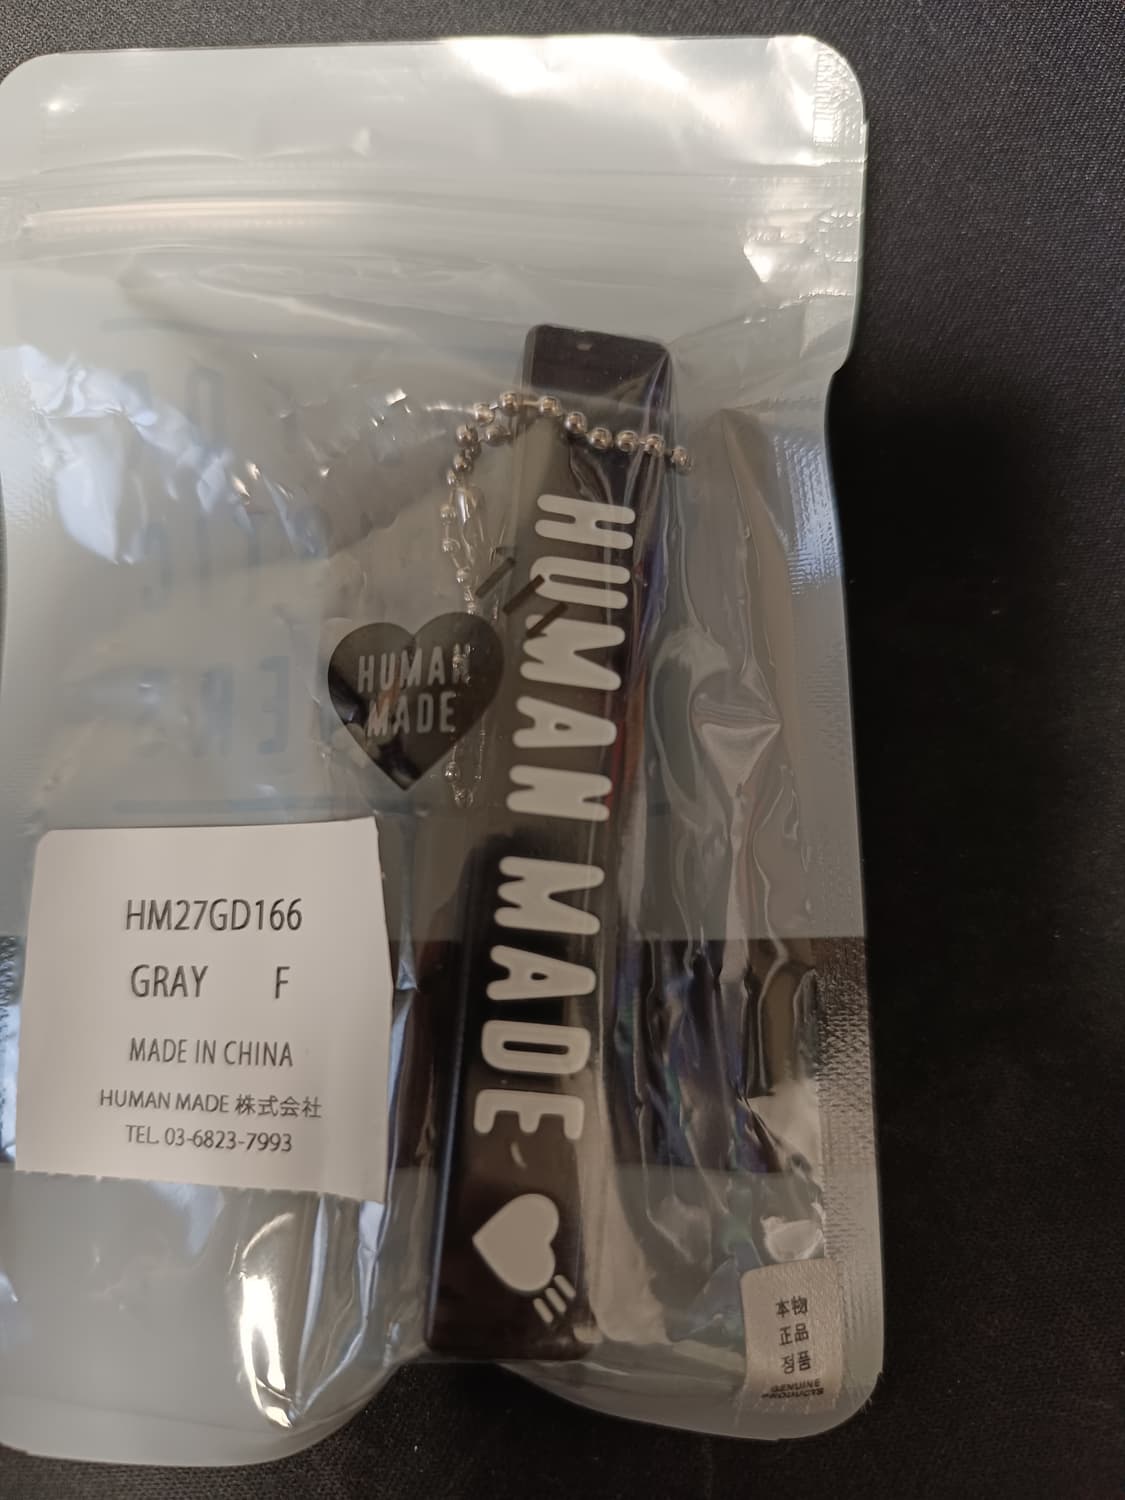 HUMAN MADE
HUMAN
MADE
HM27GD166
GRAY F
MADE IN CHINA
HUMAN MADE 株式会社
TEL. 03-6823-7993
本物
正品
정품
GENUINE
PRODUCTS